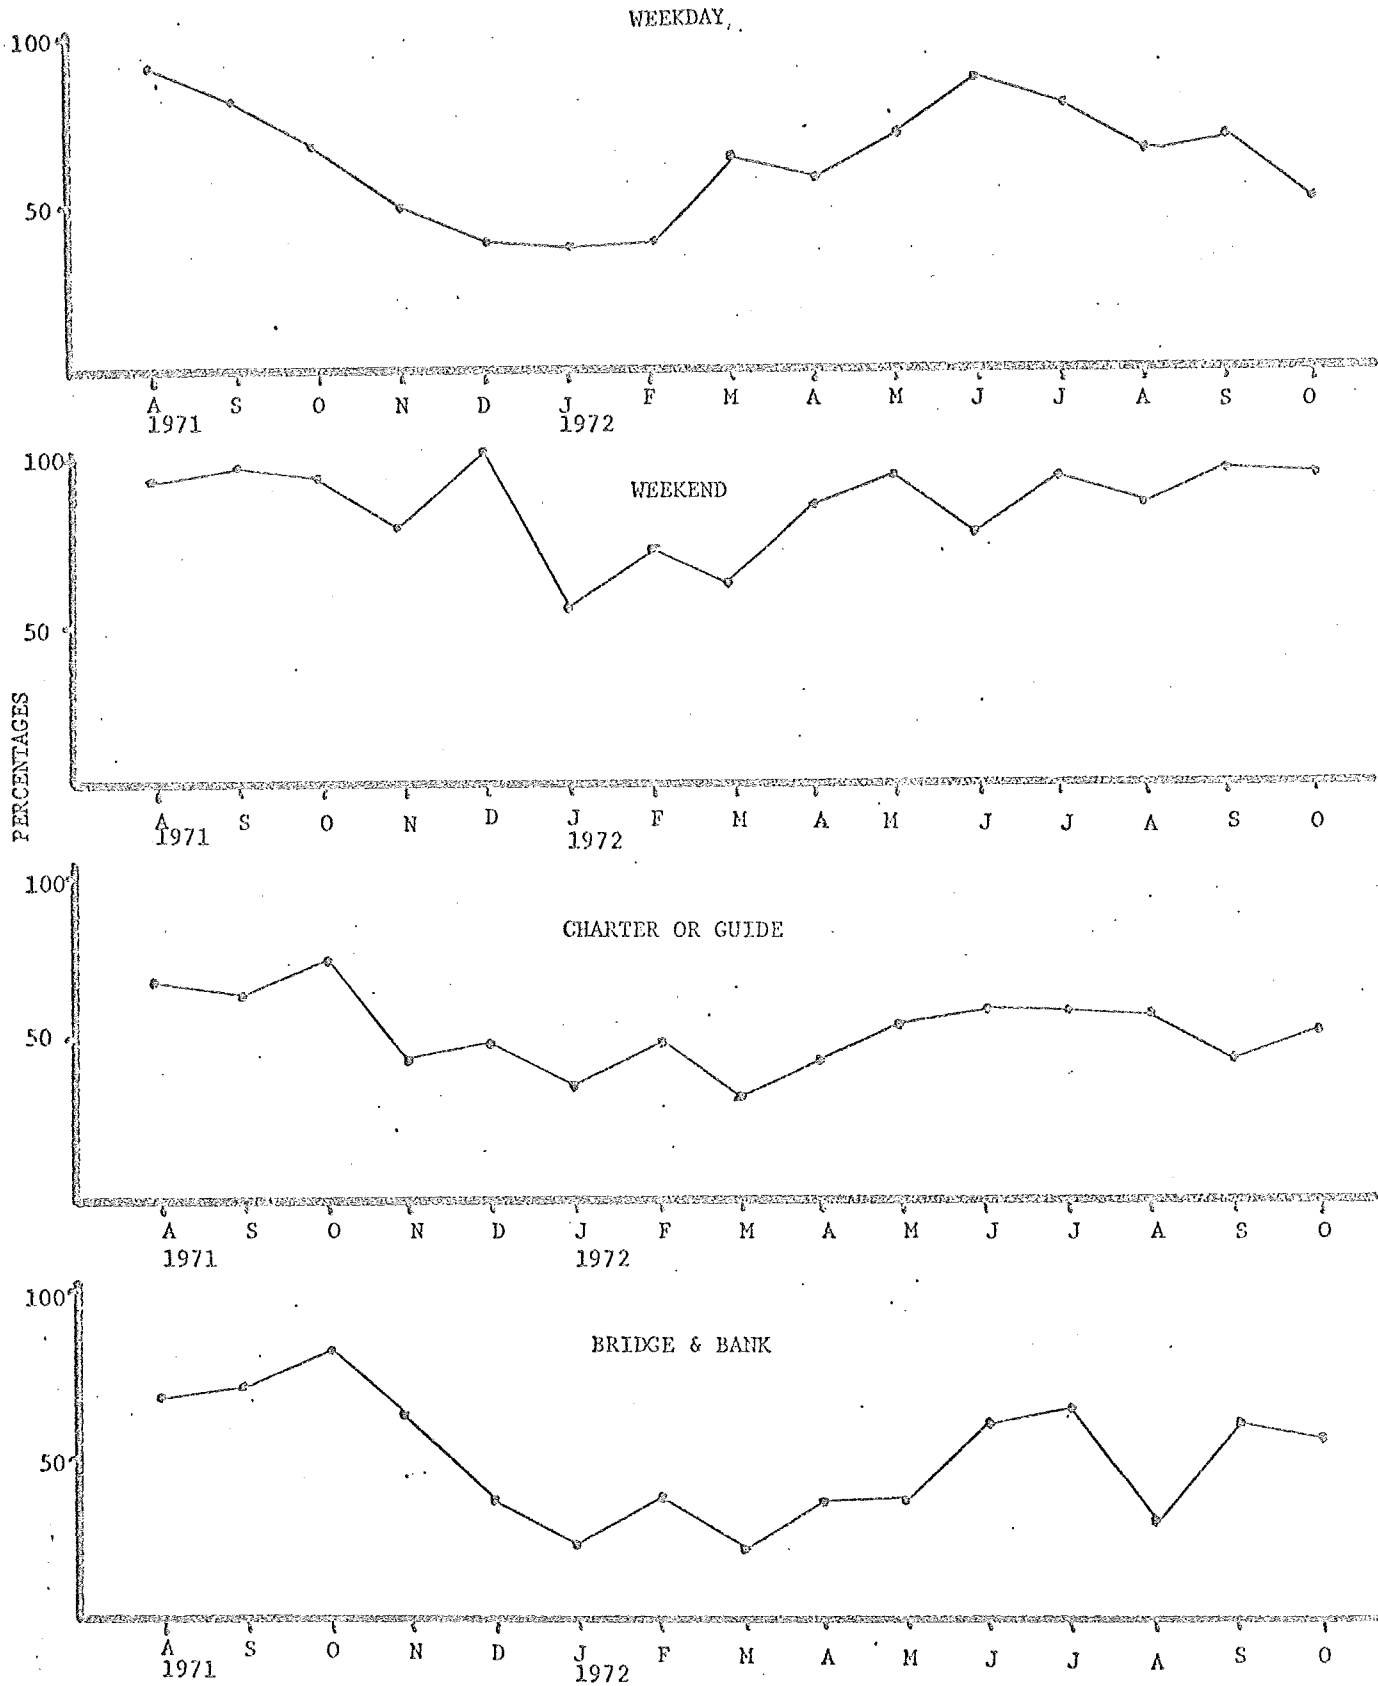 WEEKDAY
100
50
A S O N D J F M A M J J A S O
1971 1972
100
WEEKEND
50
PERCENTAGES
A S O N D J F M A M J J A S O
1971 1972
100
CHARTER OR GUIDE
50
A S O N D J F M A M J J A S O
1971 1972
100
BRIDGE & BANK
50
A S O N D J F M A M J J A S O
1971 1972